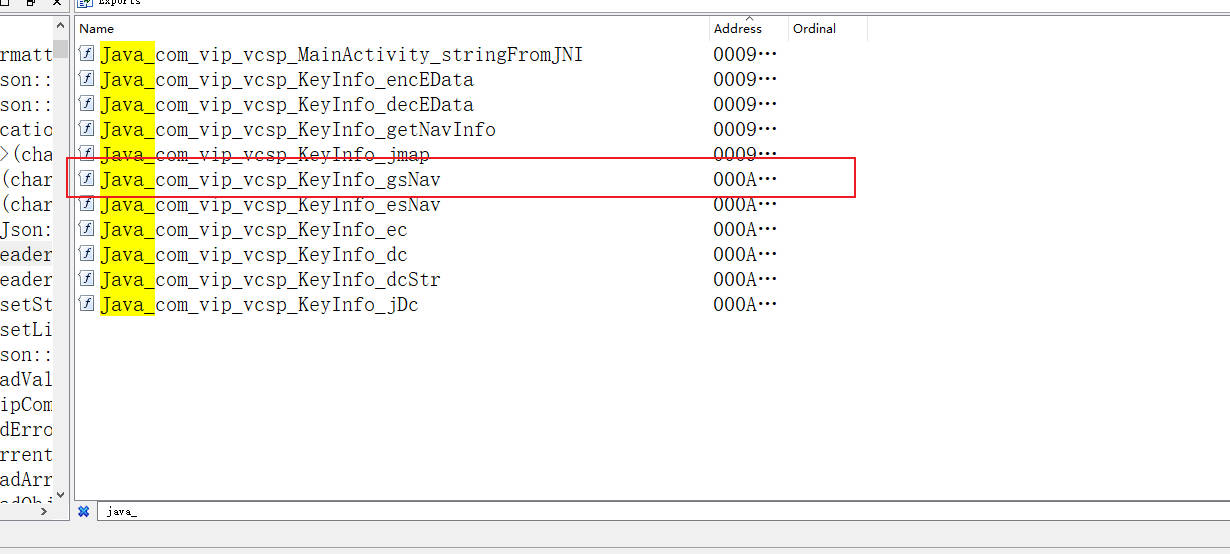 Exports
Name Address Ordinal
rmatt
Java_com_vip_vcsp_MainActivity_stringFromJNI 0009…
son::
Java_com_vip_vcsp_KeyInfo_encEData 0009…
son::
Java_com_vip_vcsp_KeyInfo_decEData 0009…
catio
Java_com_vip_vcsp_KeyInfo_getNavInfo 0009…
>(cha
Java_com_vip_vcsp_KeyInfo_jmap 0009…
(char
Java_com_vip_vcsp_KeyInfo_gsNav 000A…
(char
Java_com_vip_vcsp_KeyInfo_esNav 000A…
Json:
Java_com_vip_vcsp_KeyInfo_ec 000A…
eader
Java_com_vip_vcsp_KeyInfo_dc 000A…
eader
Java_com_vip_vcsp_KeyInfo_dcStr 000A…
setSt
Java_com_vip_vcsp_KeyInfo_jDc 000A…
setLi
son::
adVal
ipCom
dErro
rrent
adArr
adObj
java_